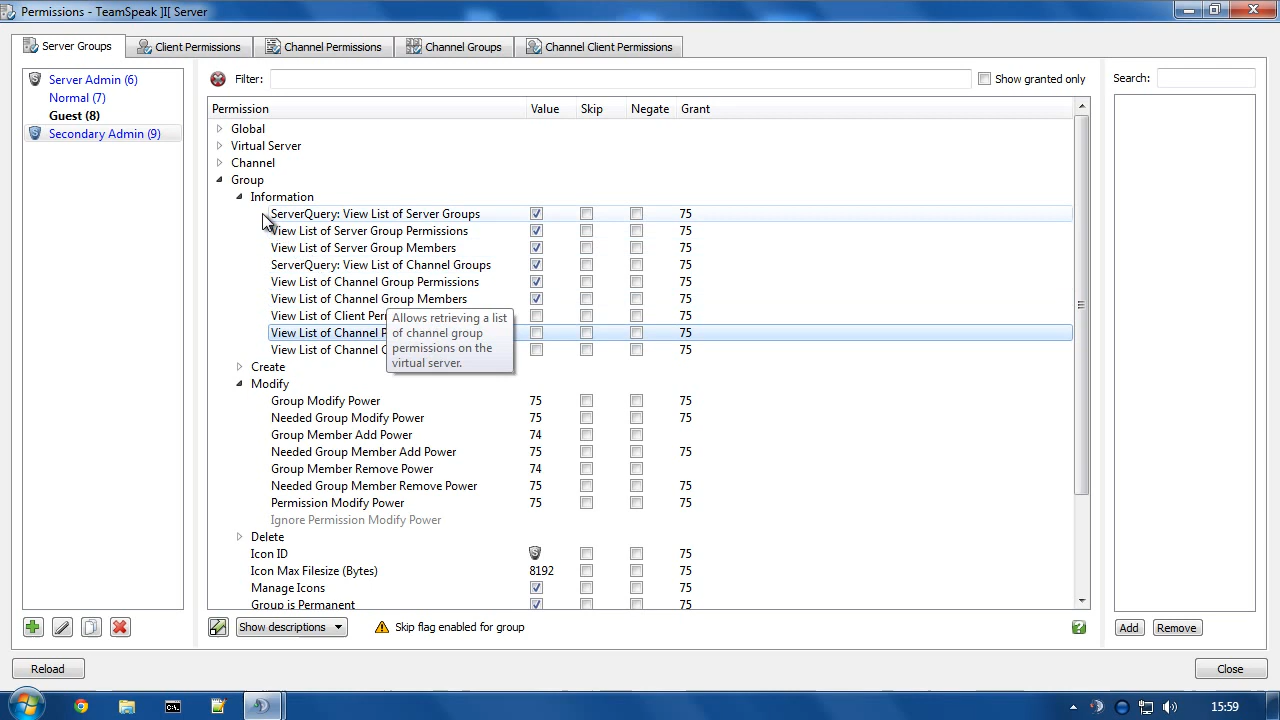 Permissions - TeamSpeak ]I[ Server
Server Groups
Client Permissions
Channel Permissions
Channel Groups
Channel Client Permissions
Server Admin (6)
Normal (7)
Guest (8)
Secondary Admin (9)
Filter:
Show granted only
Search:
Permission Value Skip Negate Grant
Global
Virtual Server
Channel
Group
Information
ServerQuery: View List of Server Groups 75
View List of Server Group Permissions 75
View List of Server Group Members 75
ServerQuery: View List of Channel Groups 75
View List of Channel Group Permissions 75
View List of Channel Group Members 75
View List of Client 75
View List of Channel 75
View List of Channel 75
Allows retrieving a list
of channel group
permissions on the
virtual server.
Create
Modify
Group Modify Power 75 75
Needed Group Modify Power 75 75
Group Member Add Power 74
Needed Group Member Add Power 75 75
Group Member Remove Power 74
Needed Group Member Remove Power 75 75
Permission Modify Power 75 75
Ignore Permission Modify Power
Delete
Icon ID 75
Icon Max Filesize (Bytes) 8192 75
Manage Icons 75
Group is Permanent 75
Show descriptions
Skip flag enabled for group
Add
Remove
Reload
Close
15:59